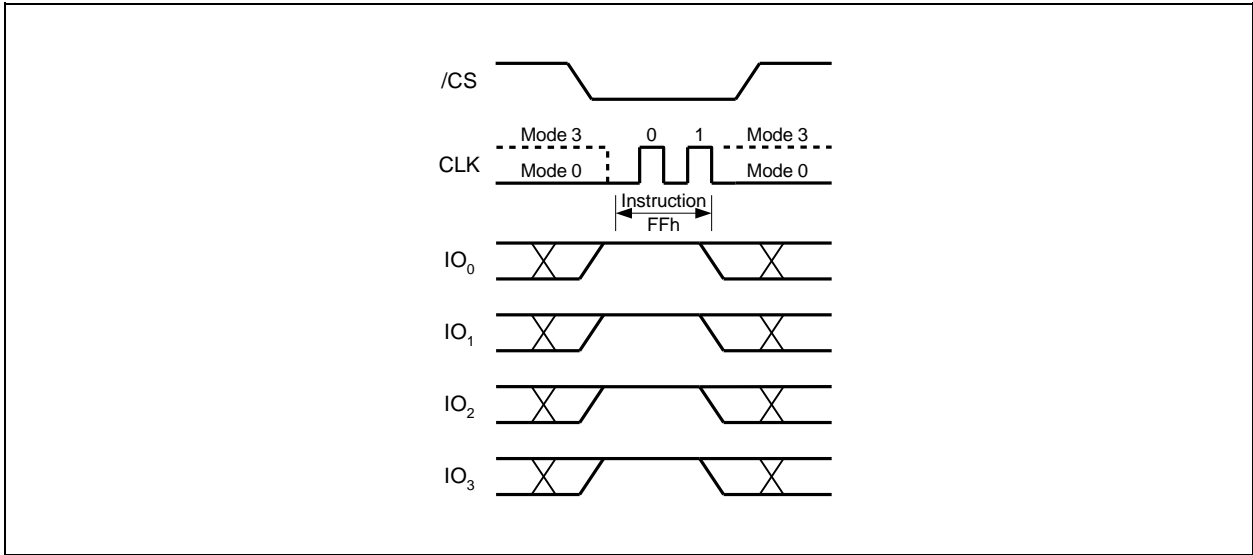 /CS
Mode 3 0 1 Mode 3
CLK
Mode 0 Mode 0
Instruction
FFh
IO0
IO1
IO2
IO3